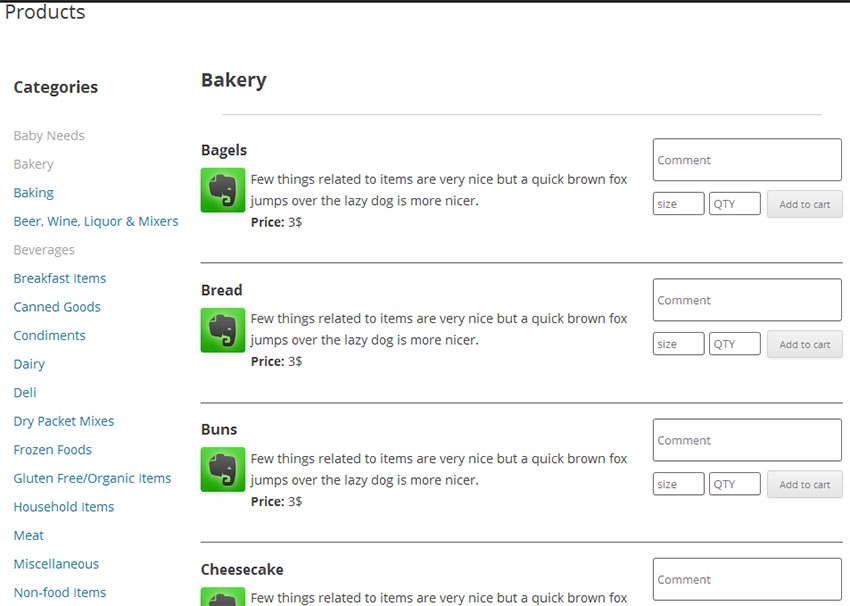 Products
Categories
Baby Needs
Bakery
Baking
Beer, Wine, Liquor & Mixers
Beverages
Breakfast Items
Canned Goods
Condiments
Dairy
Deli
Dry Packet Mixes
Frozen Foods
Gluten Free/Organic Items
Household Items
Meat
Miscellaneous
Non-food Items
Bakery
Bagels
Few things related to items are very nice but a quick brown fox
jumps over the lazy dog is more nicer.
Price: 3$
Comment
size QTY Add to cart
Bread
Few things related to items are very nice but a quick brown fox
jumps over the lazy dog is more nicer.
Price: 3$
Comment
size QTY Add to cart
Buns
Few things related to items are very nice but a quick brown fox
jumps over the lazy dog is more nicer.
Price: 3$
Comment
size QTY Add to cart
Cheesecake
Few things related to items are very nice but a quick brown fox
Comment